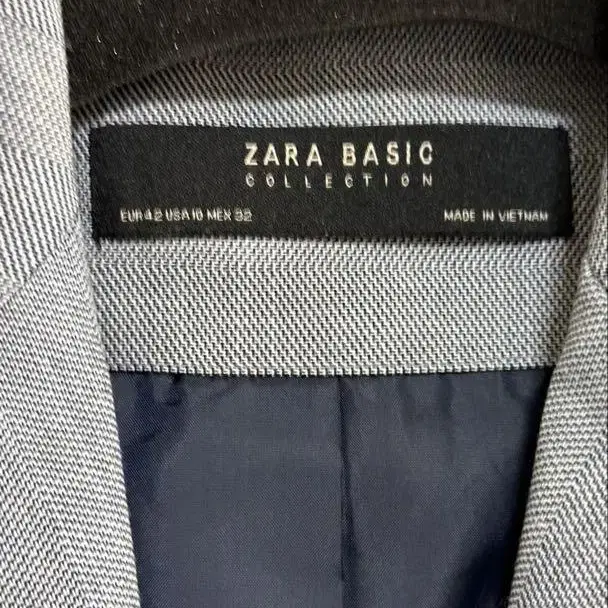 ZARA BASIC
COLLECTION
EUR 42 USA 10 MEX 32 MADE IN VIETNAM